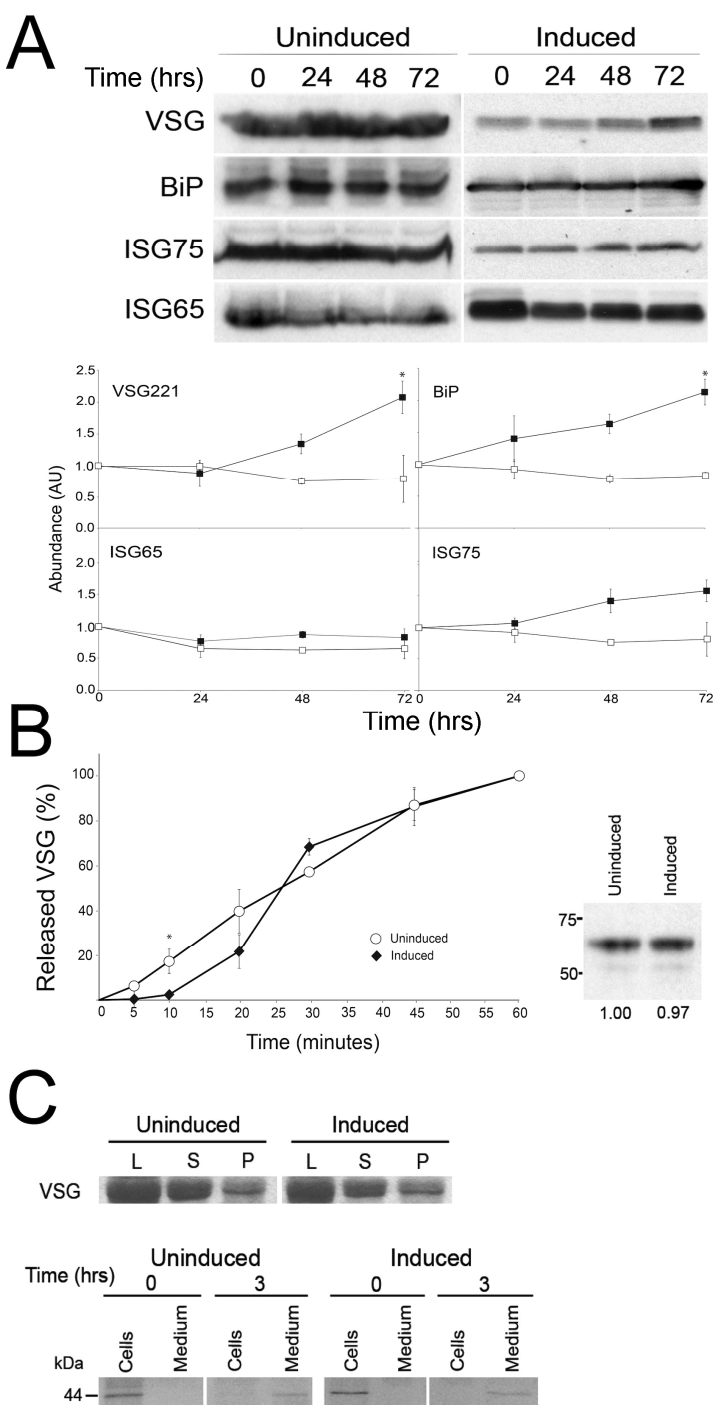 A
Uninduced Induced
Time (hrs) 0 24 48 72 0 24 48 72
VSG
BiP
ISG75
ISG65
2.5 VSG221 * BiP *
2.0
1.5
1.0
0.5
0.0
Abundance (AU)
ISG65 ISG75
2.0
1.5
1.0
0.5
0.0
0 24 48 72 0 24 48 72
Time (hrs)
B
Released VSG (%)
100
80
60
40
20
*
Uninduced
Induced
0 5 10 15 20 25 30 35 40 45 50 55 60
Time (minutes)
Uninduced Induced
75-
50-
1.00 0.97
C
Uninduced Induced
L S P L S P
VSG
Uninduced Induced
Time (hrs) 0 3 0 3
Cells Medium Cells Medium Cells Medium Cells Medium
kDa
44